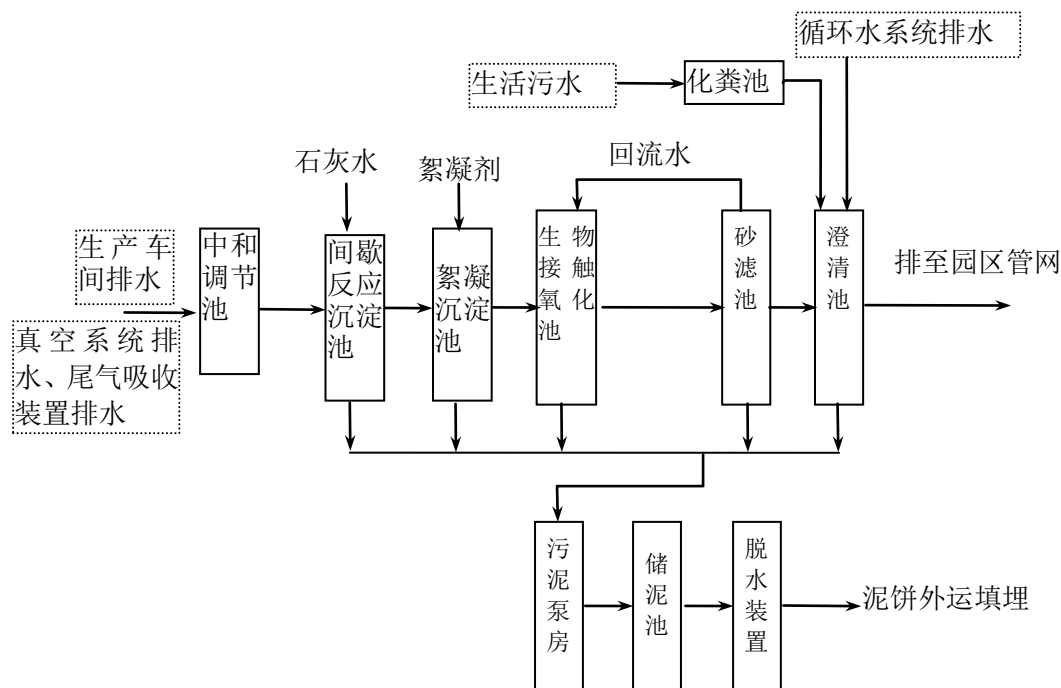 循环水系统排水
生活污水
化粪池
石灰水
絮凝剂
回流水
生产车
间排水
真空系统排
水、尾气吸收
装置排水
中和
调节
池
间歇
反应
沉淀
池
絮凝
沉淀
池
生物
接触
氧化
池
砂
滤
池
澄
清
池
排至园区管网
污
泥
泵
房
储
泥
池
脱
水
装
置
泥饼外运填埋